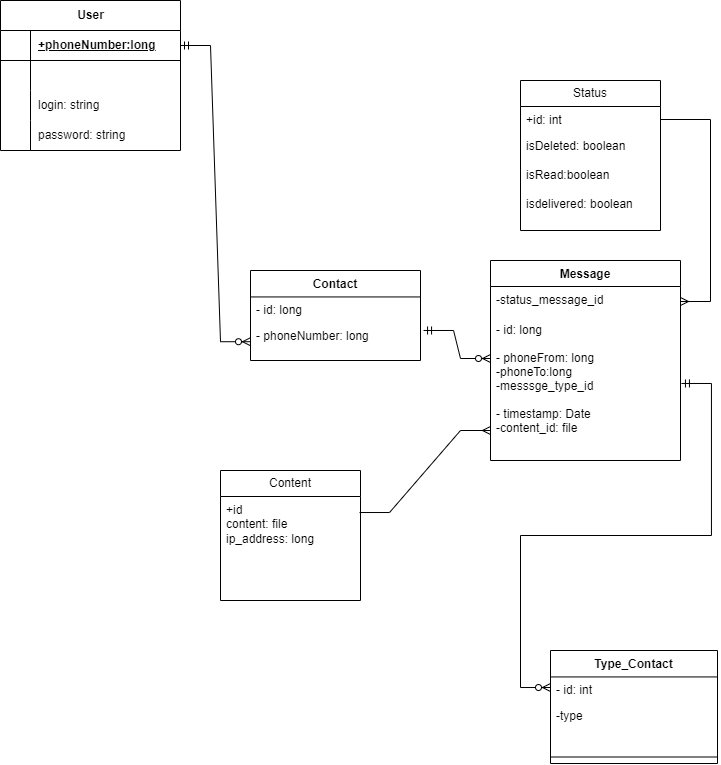 User
+phoneNumber:long
login: string
password: string
Status
+id: int
isDeleted: boolean
isRead:boolean
isdelivered: boolean
Contact
- id: long
- phoneNumber: long
Message
-status_message_id
- id: long
- phoneFrom: long
-phoneTo:long
-messsge_type_id
- timestamp: Date
-content_id: file
Content
+id
content: file
ip_address: long
Type_Contact
- id: int
-type